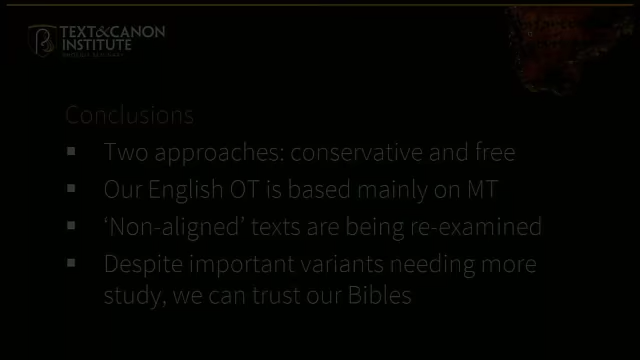 TEXT&CANON
INSTITUTE
Conclusions
▪ Two approaches: conservative and free
▪ Our English OT is based mainly on MT
▪ ‘Non-aligned’ texts are being re-examined
▪ Despite important variants needing more
study, we can trust our Bibles